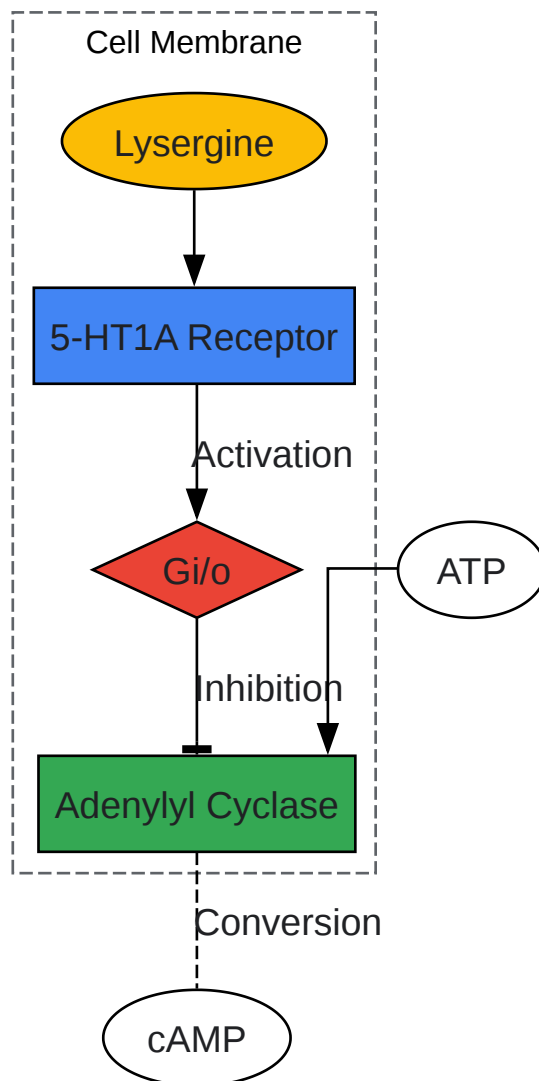 Cell Membrane
Lysergine
5-HT1A Receptor
Activation
Gi/o
ATP
Inhibition
Adenylyl Cyclase
Conversion
cAMP